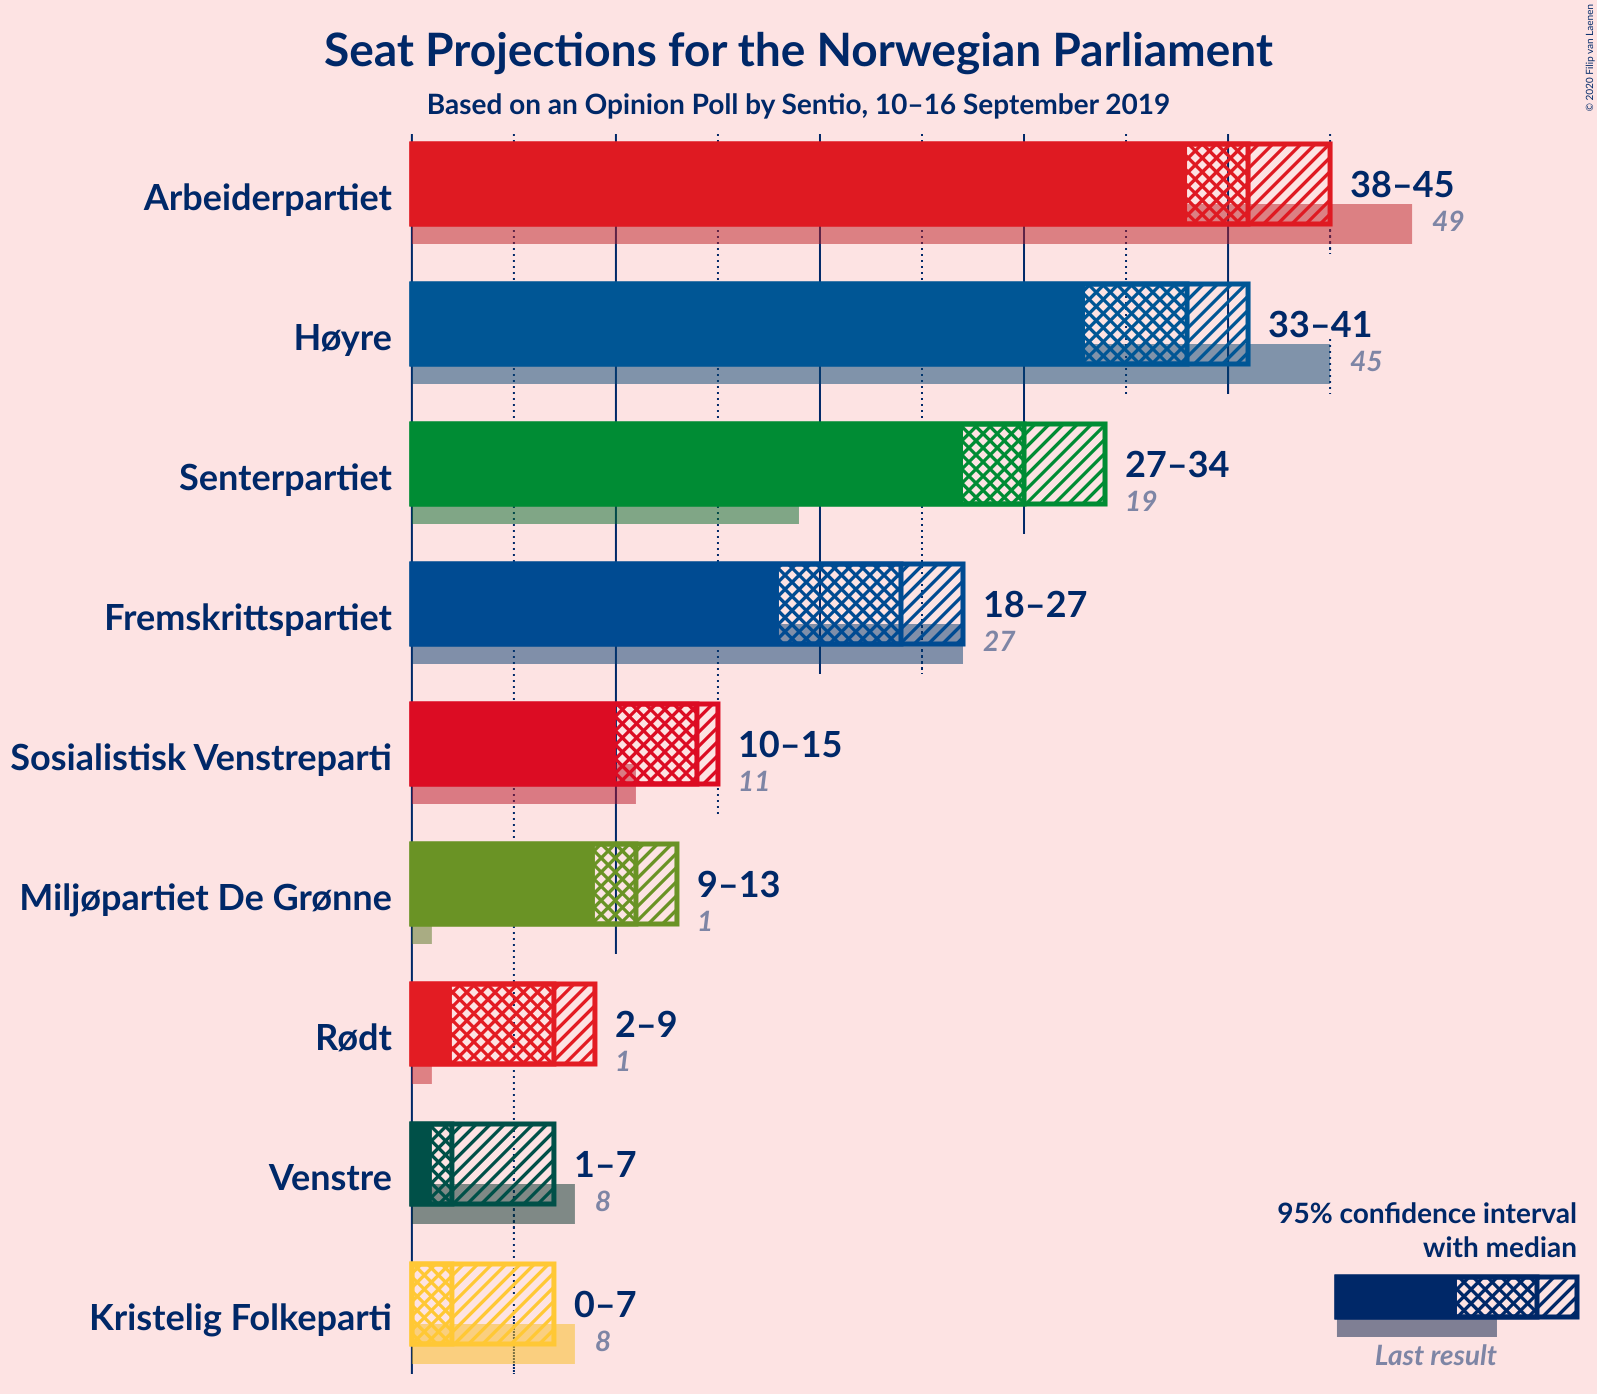 Seat Projections for the Norwegian Parliament
Based on an Opinion Poll by Sentio, 10–16 September 2019
© 2020 Filip van Laenen
Arbeiderpartiet
38–45
49
Høyre
33–41
45
Senterpartiet
27–34
19
Fremskrittspartiet
18–27
27
Sosialistisk Venstreparti
10–15
11
Miljøpartiet De Grønne
9–13
1
Rødt
2–9
1
Venstre
1–7
8
Kristelig Folkeparti
0–7
8
95% confidence interval
with median
Last result